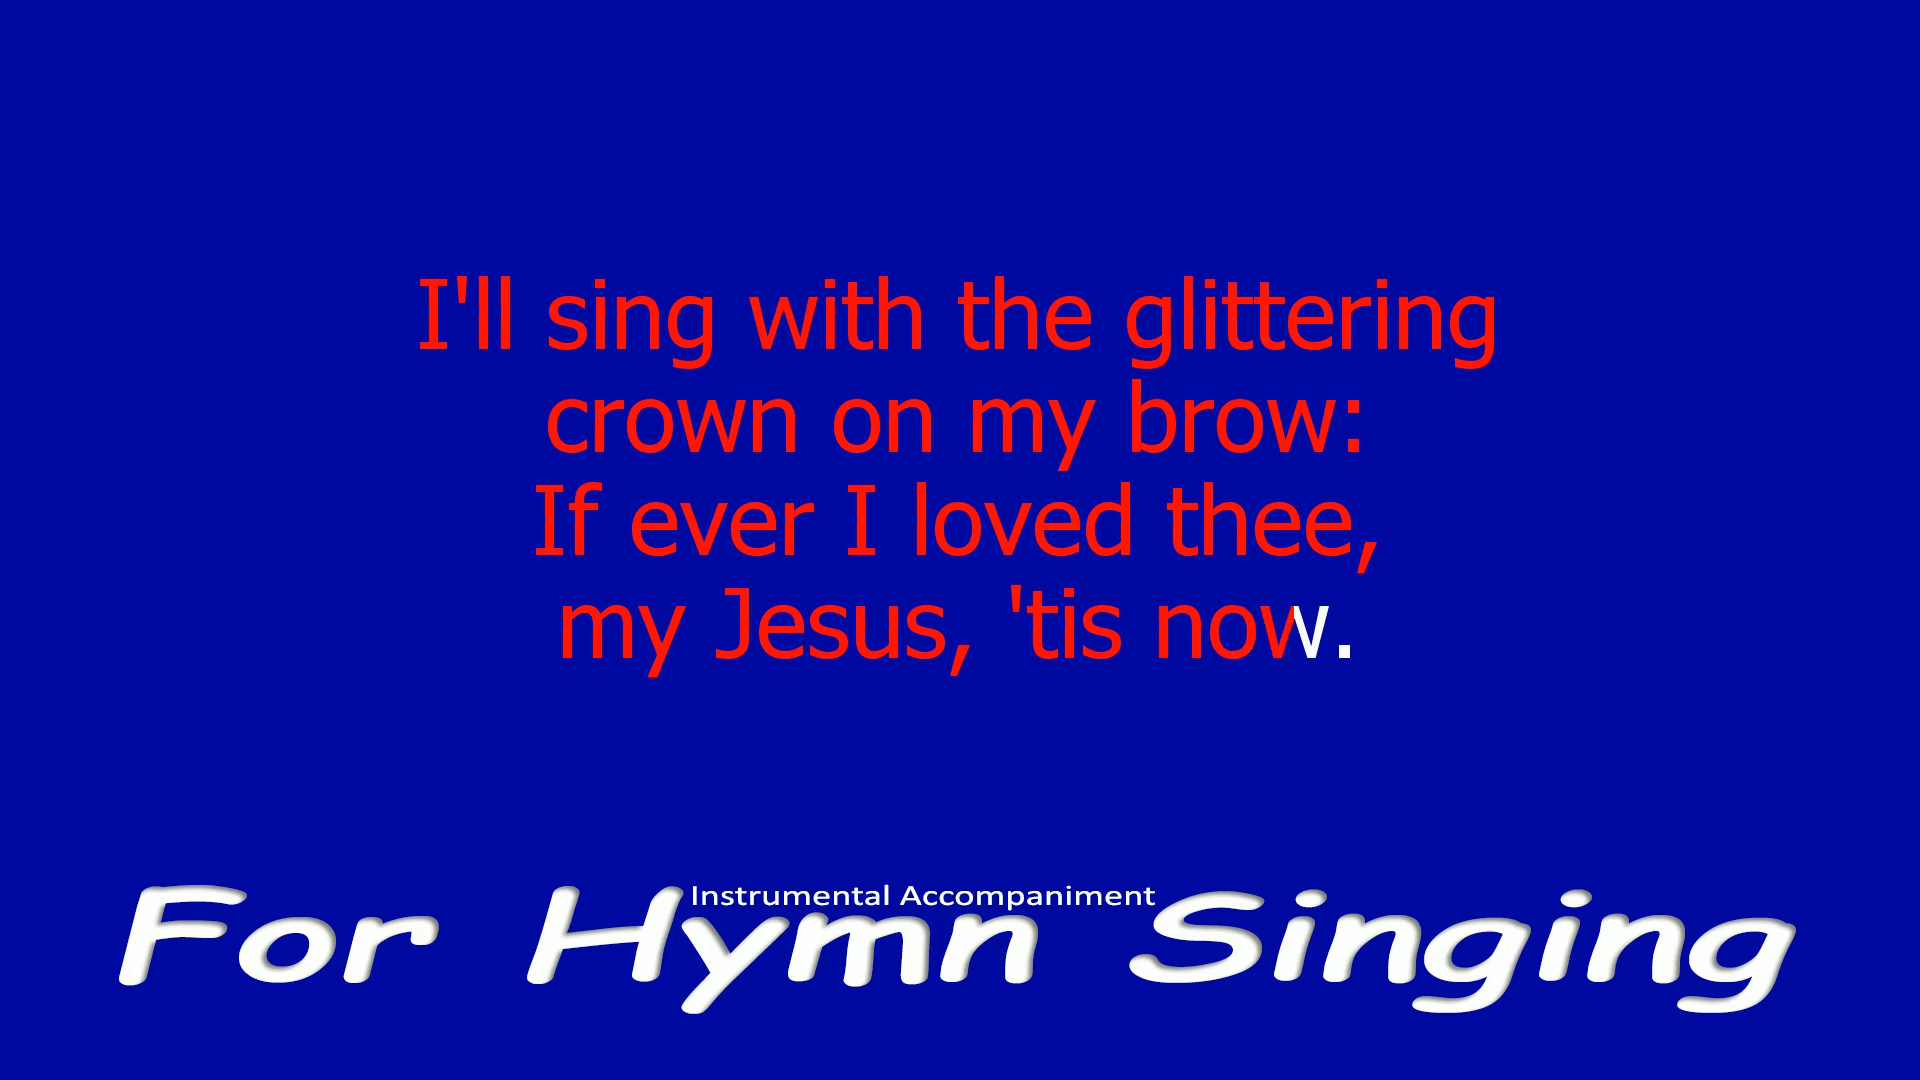 I'll sing with the glittering
crown on my brow:
If ever I loved thee,
my Jesus, 'tis now.
Instrumental Accompaniment
For Hymn Singing